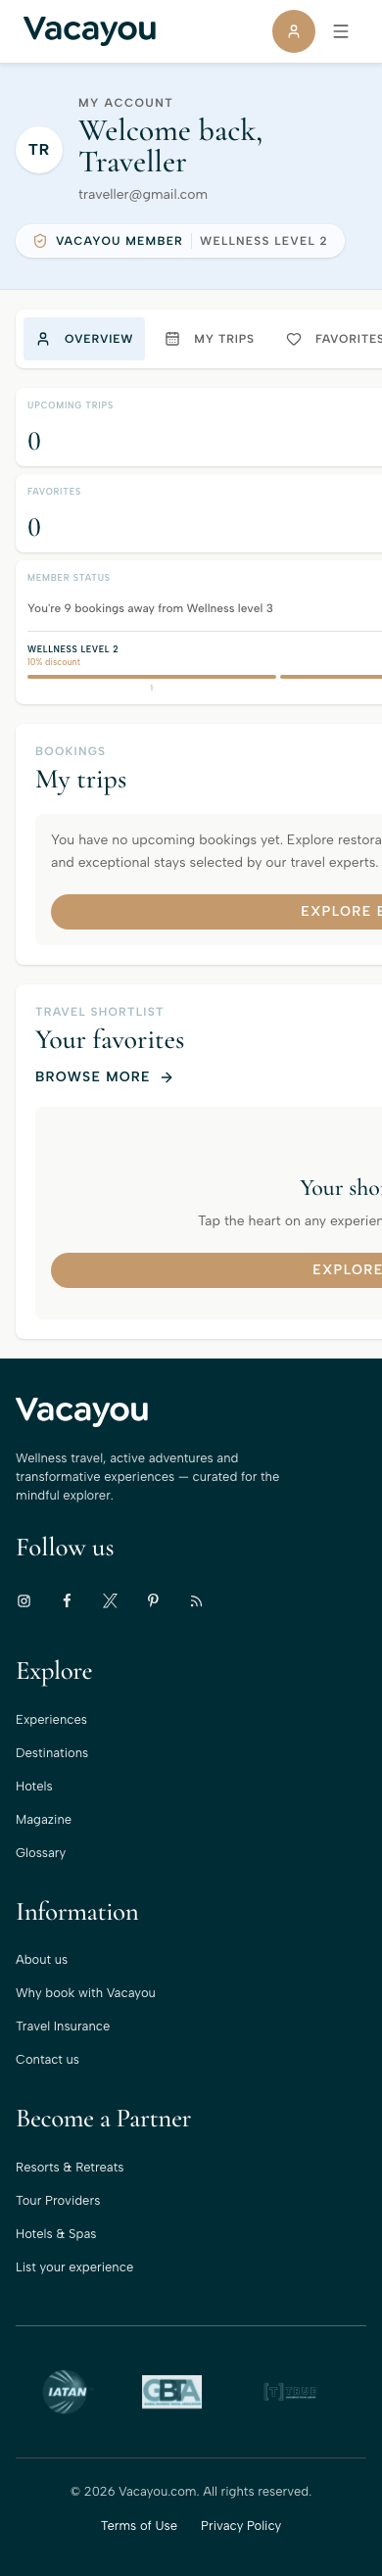 Vacayou
MY ACCOUNT
Welcome back,
Traveller
TR
traveller@gmail.com
VACAYOU MEMBER
WELLNESS LEVEL 2
OVERVIEW
MY TRIPS
FAVORITES
UPCOMING TRIPS
0
FAVORITES
0
MEMBER STATUS
You're 9 bookings away from Wellness level 3
WELLNESS LEVEL 2
10% discount
1
BOOKINGS
My trips
You have no upcoming bookings yet. Explore restora
and exceptional stays selected by our travel experts.
EXPLORE E
TRAVEL SHORTLIST
Your favorites
BROWSE MORE
Your sho
Tap the heart on any experien
EXPLORE
Vacayou
Wellness travel, active adventures and
transformative experiences — curated for the
mindful explorer.
Follow us
Explore
Experiences
Destinations
Hotels
Magazine
Glossary
Information
About us
Why book with Vacayou
Travel Insurance
Contact us
Become a Partner
Resorts & Retreats
Tour Providers
Hotels & Spas
List your experience
IATAN
GBTA
[T] TRUE
© 2026 Vacayou.com. All rights reserved.
Terms of Use
Privacy Policy